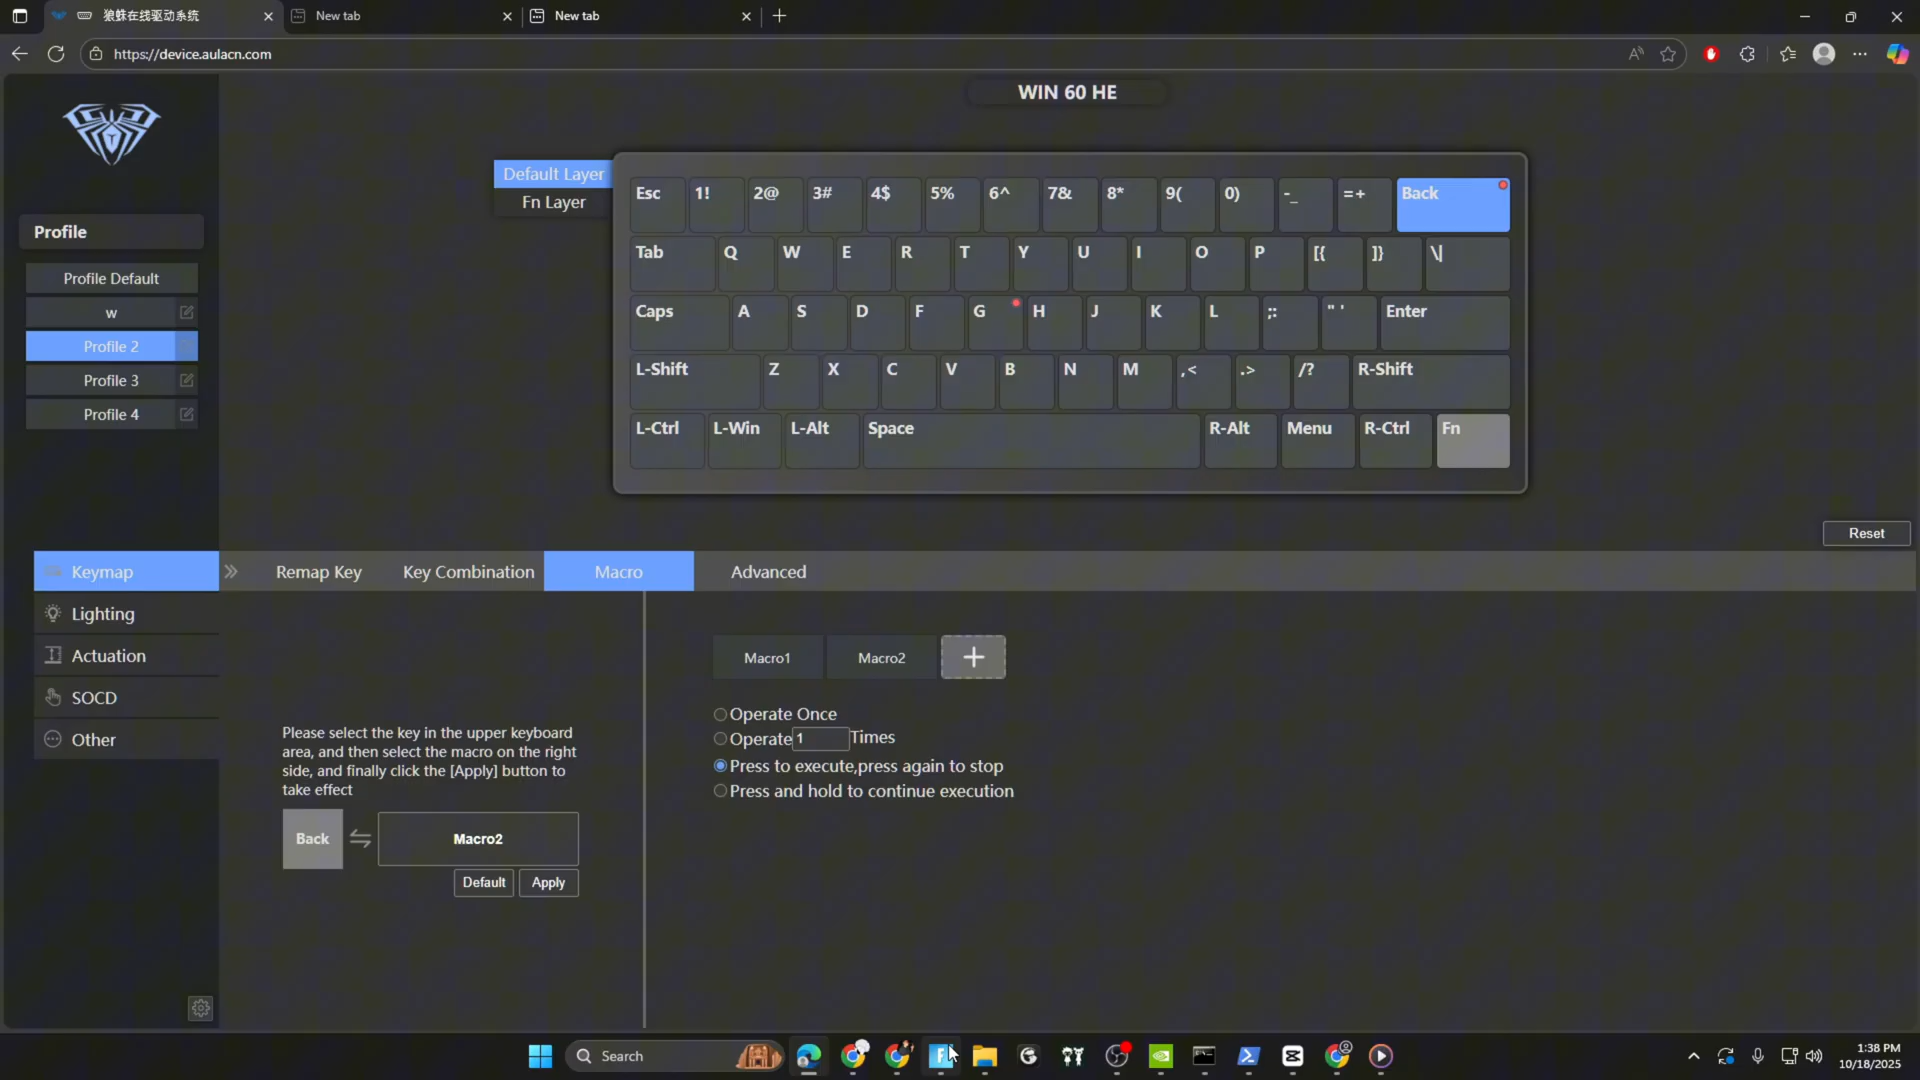 狼蛛在线驱动系统
New tab
New tab
https://device.aulacn.com
WIN 60 HE
Default Layer
Fn Layer
Esc 1! 2@ 3# 4$ 5% 6^ 7& 8* 9( 0) -_ =+ Back
Tab Q W E R T Y U I O P [{ ]} \|
Caps A S D F G H J K L ;: " ' Enter
L-Shift Z X C V B N M ,< .> /? R-Shift
L-Ctrl L-Win L-Alt Space R-Alt Menu R-Ctrl Fn
Profile
Profile Default
w
Profile 2
Profile 3
Profile 4
Reset
Keymap
Remap Key
Key Combination
Macro
Advanced
Lighting
Actuation
SOCD
Other
Macro1
Macro2
Operate Once
Operate 1 Times
Press to execute,press again to stop
Press and hold to continue execution
Please select the key in the upper keyboard
area, and then select the macro on the right
side, and finally click the [Apply] button to
take effect
Back
Macro2
Default
Apply
Search
1:38 PM
10/18/2025